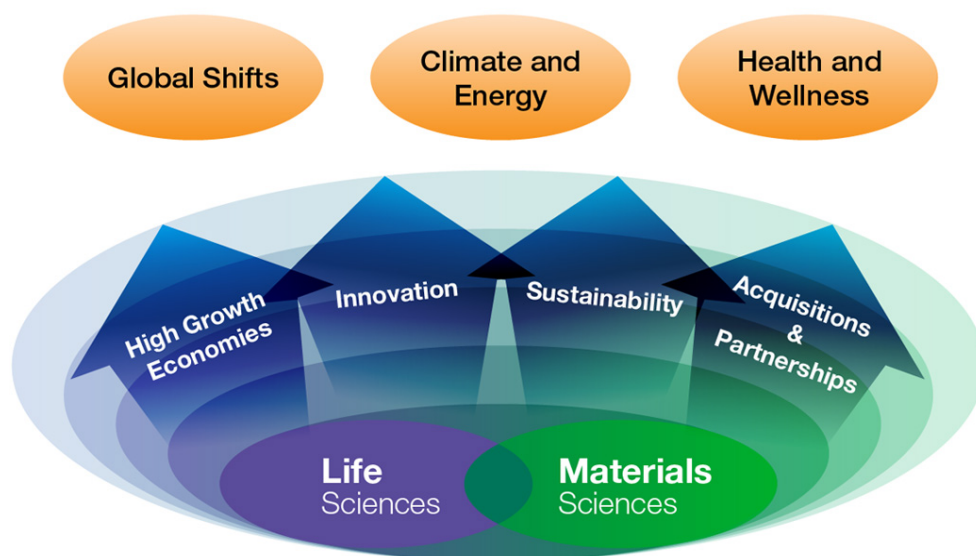 Global Shifts
Climate and
Energy
Health and
Wellness
High Growth
Economies
Innovation
Sustainability
Acquisitions
&
Partnerships
Life
Sciences
Materials
Sciences